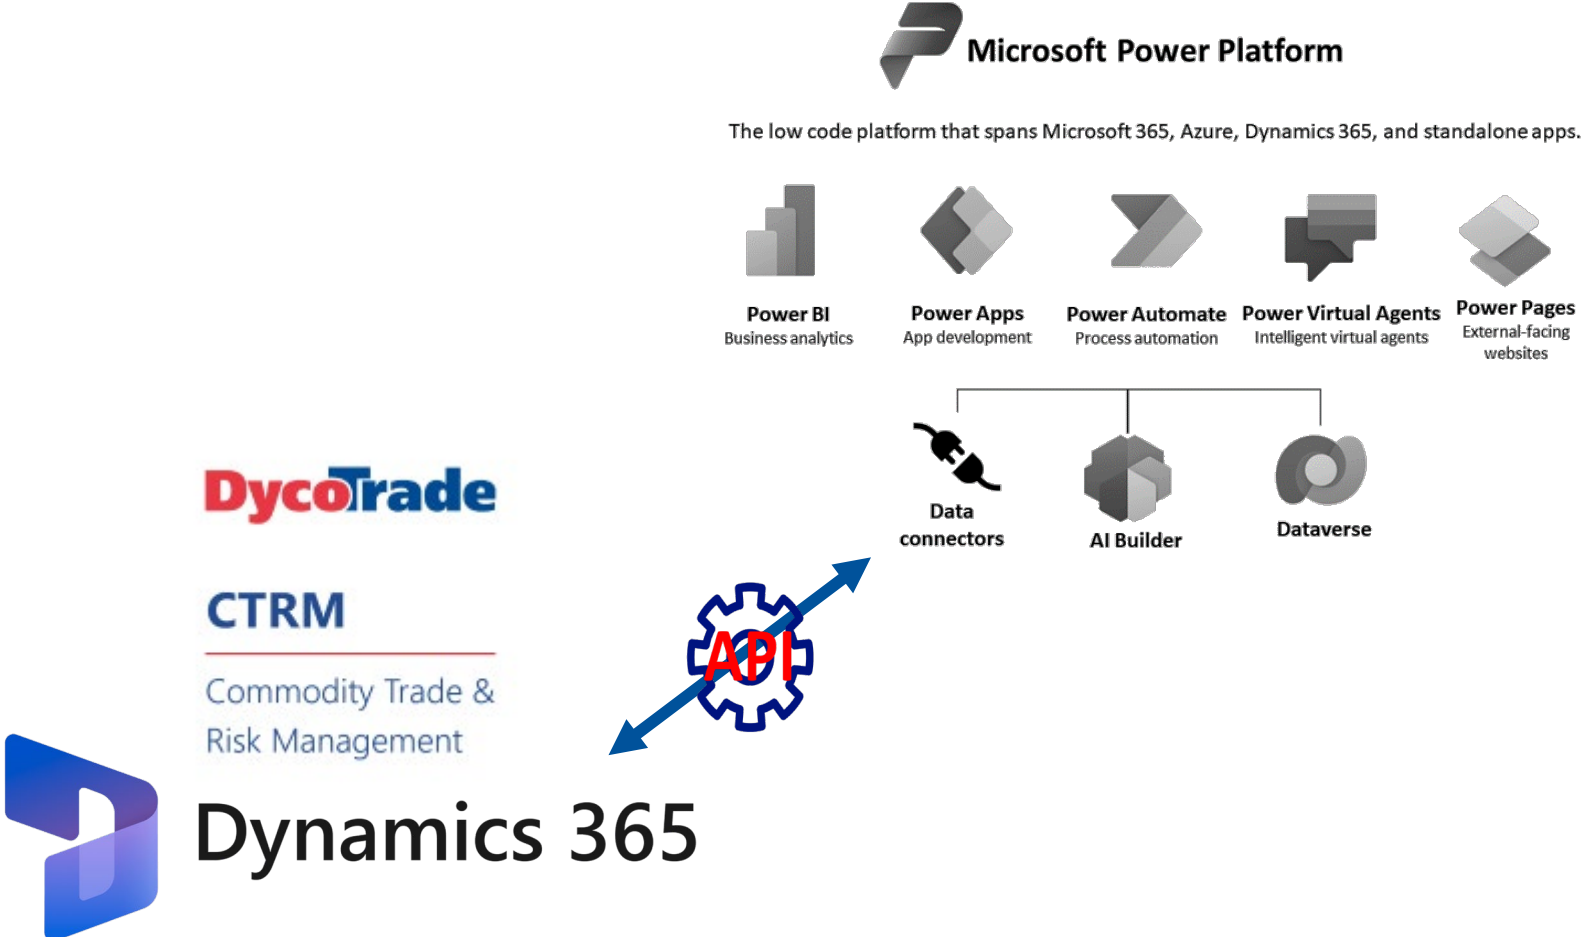 Microsoft Power Platform
The low code platform that spans Microsoft 365, Azure, Dynamics 365, and standalone apps.
Power BI
Business analytics
Power Apps
App development
Power Automate
Process automation
Power Virtual Agents
Intelligent virtual agents
Power Pages
External-facing
websites
Data
connectors
AI Builder
Dataverse
DycoTrade
CTRM
Commodity Trade &
Risk Management
API
Dynamics 365